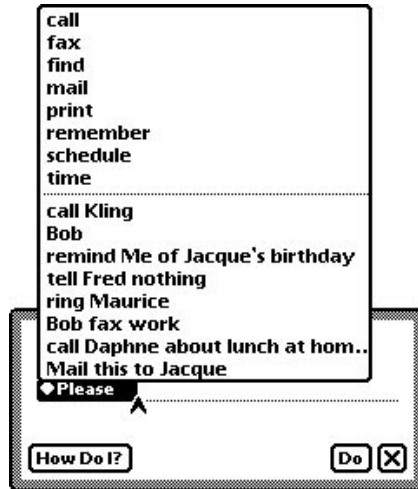 call
fax
find
mail
print
remember
schedule
time
call Kling
Bob
remind Me of Jacque's birthday
tell Fred nothing
ring Maurice
Bob fax work
call Daphne about lunch at hom..
Mail this to Jacque
◆Please
How Do I? Do X